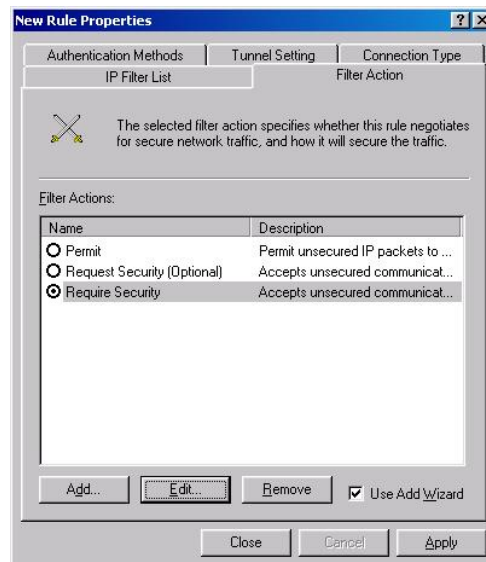 New Rule Properties
Authentication Methods Tunnel Setting Connection Type
IP Filter List Filter Action
The selected filter action specifies whether this rule negotiates
for secure network traffic, and how it will secure the traffic.
Filter Actions:
Name Description
Permit Permit unsecured IP packets to ...
Request Security (Optional) Accepts unsecured communicat...
Require Security Accepts unsecured communicat...
Add... Edit... Remove Use Add Wizard
Close Cancel Apply